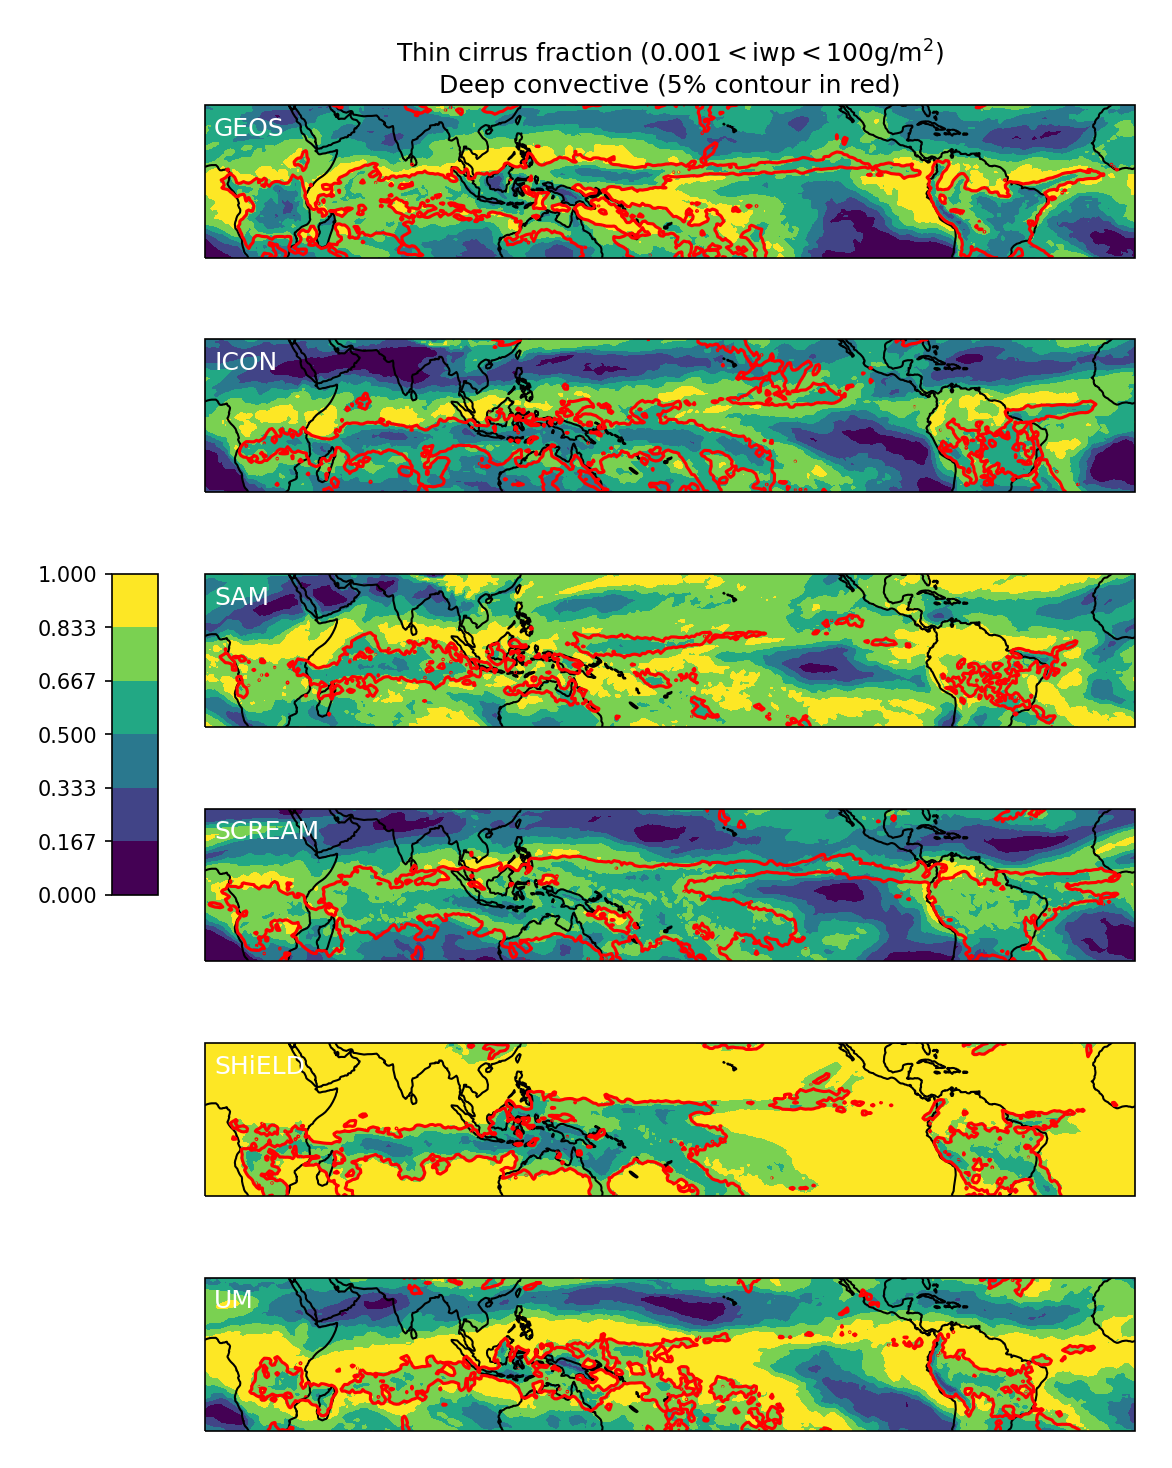 Thin cirrus fraction (0.001 < iwp < 100g/m²)
Deep convective (5% contour in red)
GEOS
ICON
SAM
1.000
0.833
0.667
0.500
0.333
0.167
0.000
SCREAM
SHiELD
UM